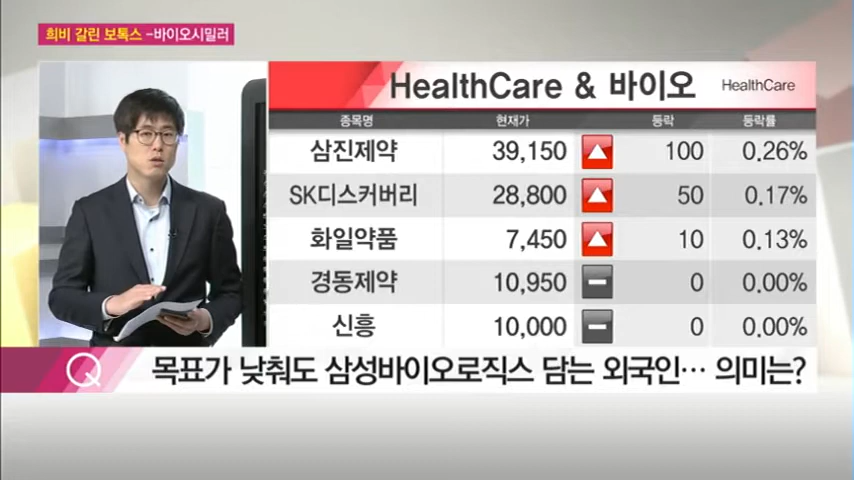 희비 갈린 보톡스 -바이오시밀러
HealthCare & 바이오 HealthCare
종목명 현재가 등락 등락률
삼진제약 39,150 100 0.26%
SK디스커버리 28,800 50 0.17%
화일약품 7,450 10 0.13%
경동제약 10,950 0 0.00%
신흥 10,000 0 0.00%
Q 목표가 낮춰도 삼성바이오로직스 담는 외국인… 의미는?